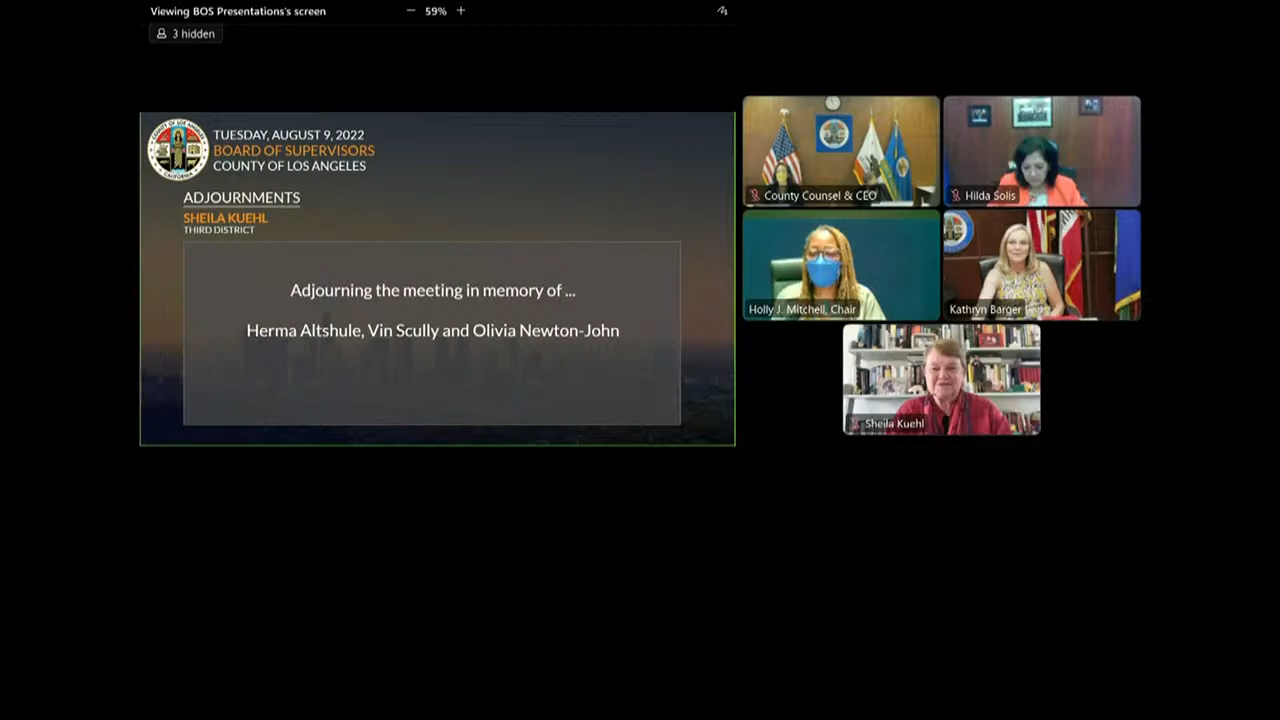 Viewing BOS Presentations's screen
59%
3 hidden
TUESDAY, AUGUST 9, 2022
BOARD OF SUPERVISORS
COUNTY OF LOS ANGELES
ADJOURNMENTS
SHEILA KUEHL
THIRD DISTRICT
Adjourning the meeting in memory of ...
Herma Altshule, Vin Scully and Olivia Newton-John
County Counsel & CEO
Hilda Solis
Holly J. Mitchell, Chair
Kathryn Barger
Sheila Kuehl